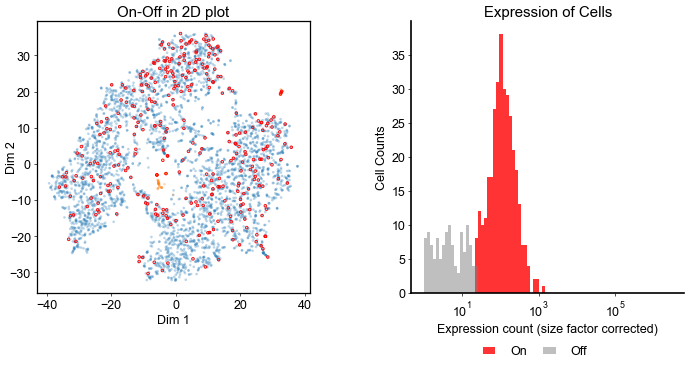 On-Off in 2D plot
Dim 2
30
20
10
0
−10
−20
−30
−40
−20
0
20
40
Dim 1
Expression of Cells
Cell Counts
35
30
25
20
15
10
5
0
10^1
10^3
10^5
Expression count (size factor corrected)
On
Off